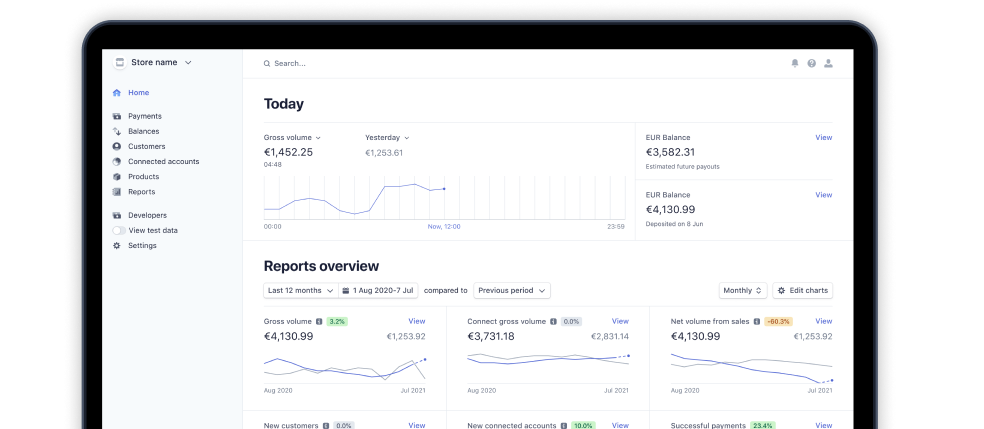 Store name
Search...
Home
Payments
Balances
Customers
Connected accounts
Products
Reports
Developers
View test data
Settings
Today
Gross volume Yesterday
€1,452.25 €1,253.61
04:48
00:00 Now, 12:00 23:59
EUR Balance View
€3,582.31
Estimated future payouts
EUR Balance View
€4,130.99
Deposited on 8 Jun
Reports overview
Last 12 months 1 Aug 2020-7 Jul compared to Previous period Monthly Edit charts
Gross volume 3.2% View
€4,130.99 €1,253.92
Aug 2020 Jul 2021
Connect gross volume 0.0% View
€3,731.18 €2,831.14
Aug 2020 Jul 2021
Net volume from sales -60.3% View
€4,130.99 €1,253.92
Aug 2020 Jul 2021
New customers 0.0% View
New connected accounts 10.0% View
Successful payments 23.4% View